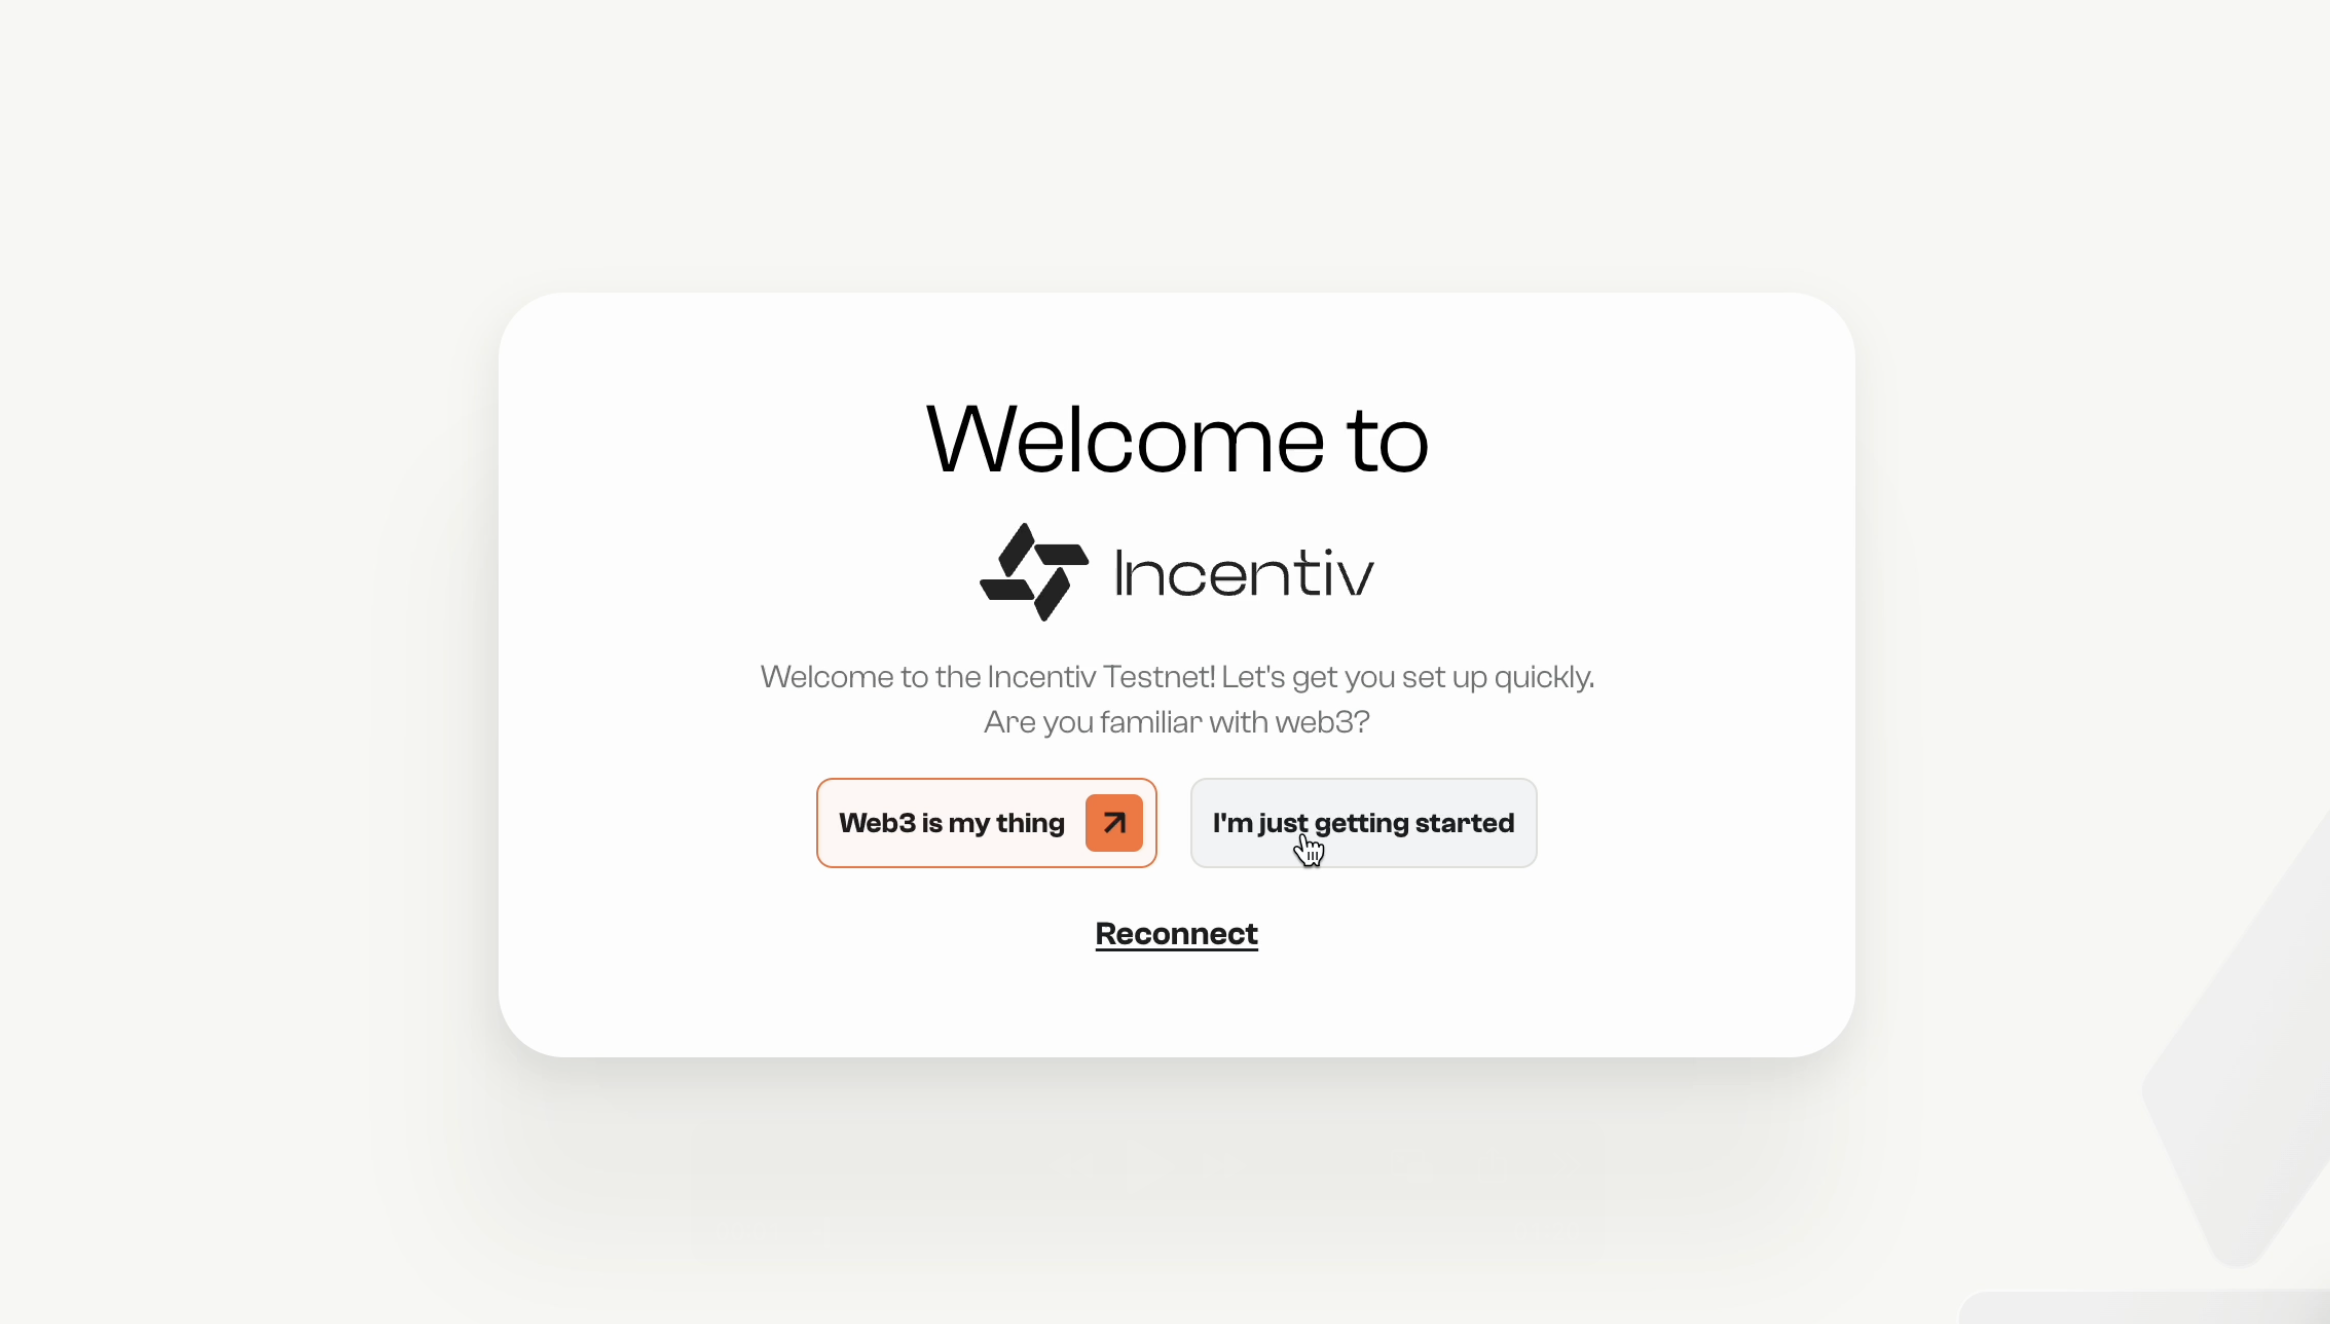 Welcome to
Incentiv
Welcome to the Incentiv Testnet! Let's get you set up quickly.
Are you familiar with web3?
Web3 is my thing
I'm just getting started
Reconnect